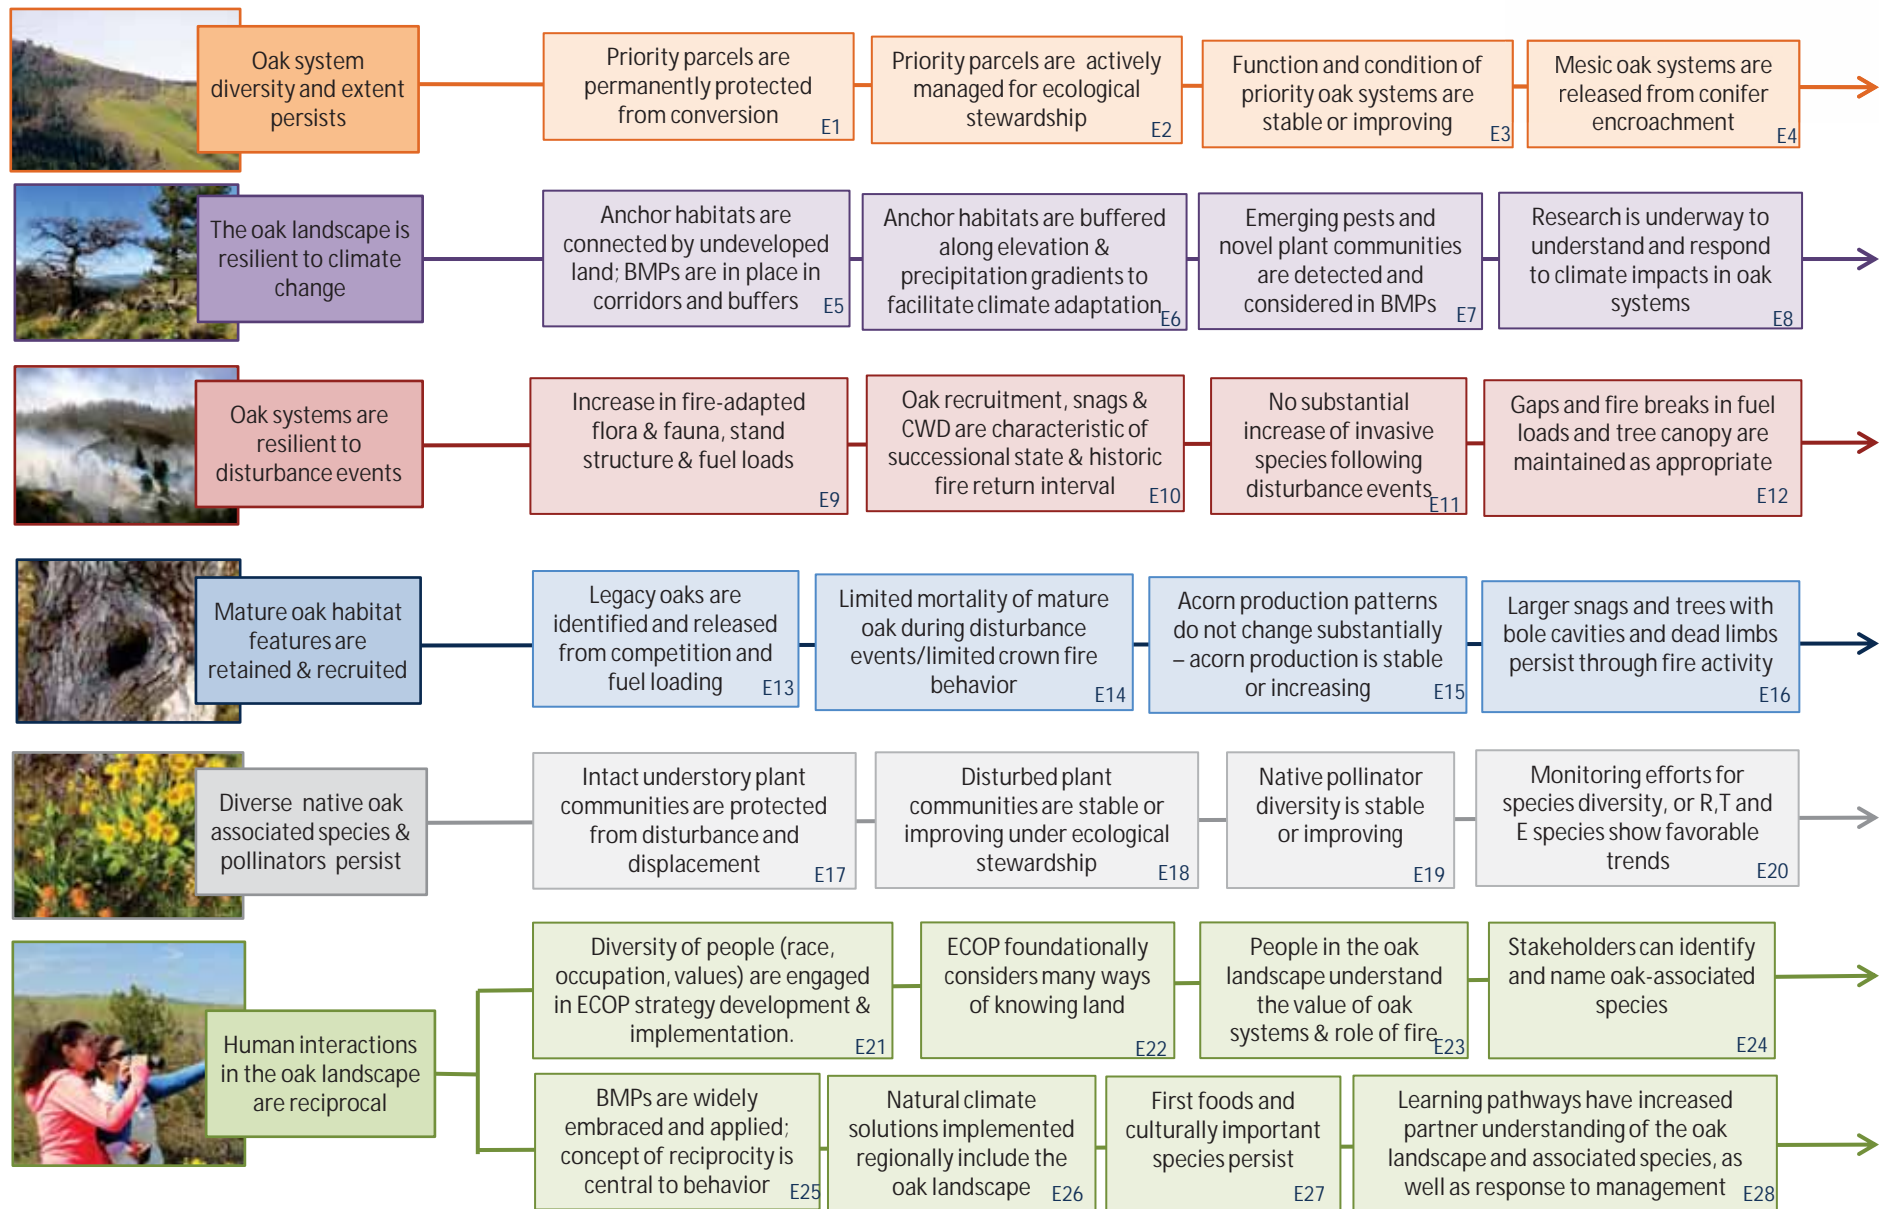 Oak system
diversity and extent
persists
Priority parcels are
permanently protected
from conversion
E1
Priority parcels are actively
managed for ecological
stewardship
E2
Function and condition of
priority oak systems are
stable or improving
E3
Mesic oak systems are
released from conifer
encroachment
E4
The oak landscape is
resilient to climate
change
Anchor habitats are
connected by undeveloped
land; BMPs are in place in
corridors and buffers
E5
Anchor habitats are buffered
along elevation &
precipitation gradients to
facilitate climate adaptation
E6
Emerging pests and
novel plant communities
are detected and
considered in BMPs
E7
Research is underway to
understand and respond
to climate impacts in oak
systems
E8
Oak systems are
resilient to
disturbance events
Increase in fire-adapted
flora & fauna, stand
structure & fuel loads
E9
Oak recruitment, snags &
CWD are characteristic of
successional state & historic
fire return interval
E10
No substantial
increase of invasive
species following
disturbance events
E11
Gaps and fire breaks in fuel
loads and tree canopy are
maintained as appropriate
E12
Mature oak habitat
features are
retained & recruited
Legacy oaks are
identified and released
from competition and
fuel loading
E13
Limited mortality of mature
oak during disturbance
events/limited crown fire
behavior
E14
Acorn production patterns
do not change substantially
– acorn production is stable
or increasing
E15
Larger snags and trees with
bole cavities and dead limbs
persist through fire activity
E16
Diverse native oak
associated species &
pollinators persist
Intact understory plant
communities are protected
from disturbance and
displacement
E17
Disturbed plant
communities are stable or
improving under ecological
stewardship
E18
Native pollinator
diversity is stable
or improving
E19
Monitoring efforts for
species diversity, or R,T and
E species show favorable
trends
E20
Human interactions
in the oak landscape
are reciprocal
Diversity of people (race,
occupation, values) are engaged
in ECOP strategy development &
implementation.
E21
ECOP foundationally
considers many ways
of knowing land
E22
People in the oak
landscape understand
the value of oak
systems & role of fire
E23
Stakeholders can identify
and name oak-associated
species
E24
BMPs are widely
embraced and applied;
concept of reciprocity is
central to behavior
E25
Natural climate
solutions implemented
regionally include the
oak landscape
E26
First foods and
culturally important
species persist
E27
Learning pathways have increased
partner understanding of the oak
landscape and associated species, as
well as response to management
E28